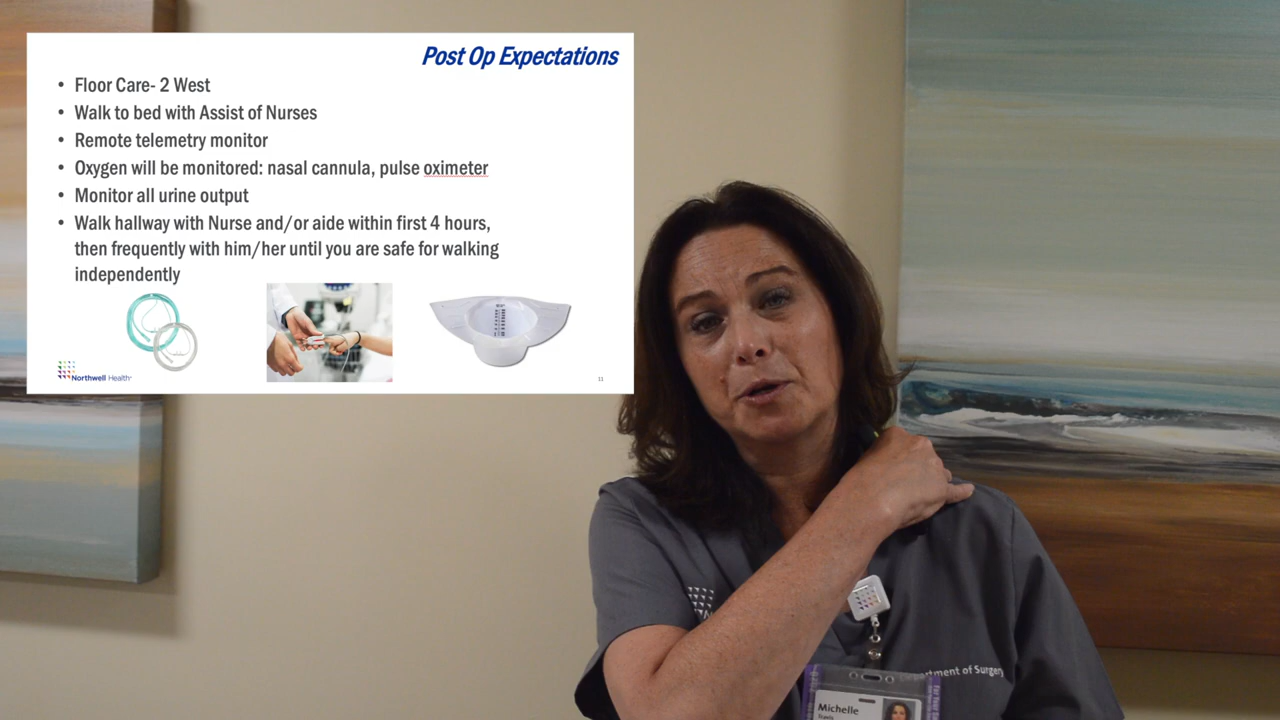 Post Op Expectations
• Floor Care- 2 West
• Walk to bed with Assist of Nurses
• Remote telemetry monitor
• Oxygen will be monitored: nasal cannula, pulse oximeter
• Monitor all urine output
• Walk hallway with Nurse and/or aide within first 4 hours,
then frequently with him/her until you are safe for walking
independently
Northwell Health
11
of Surgery
Michelle